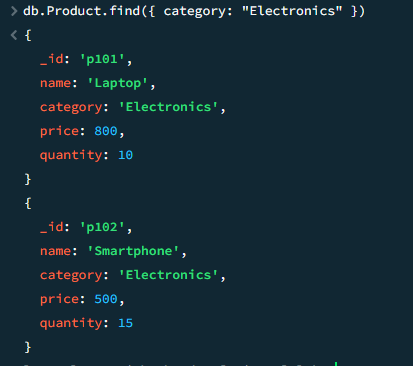 > db.Product.find({ category: "Electronics" })
< {
_id: 'p101',
name: 'Laptop',
category: 'Electronics',
price: 800,
quantity: 10
}
{
_id: 'p102',
name: 'Smartphone',
category: 'Electronics',
price: 500,
quantity: 15
}